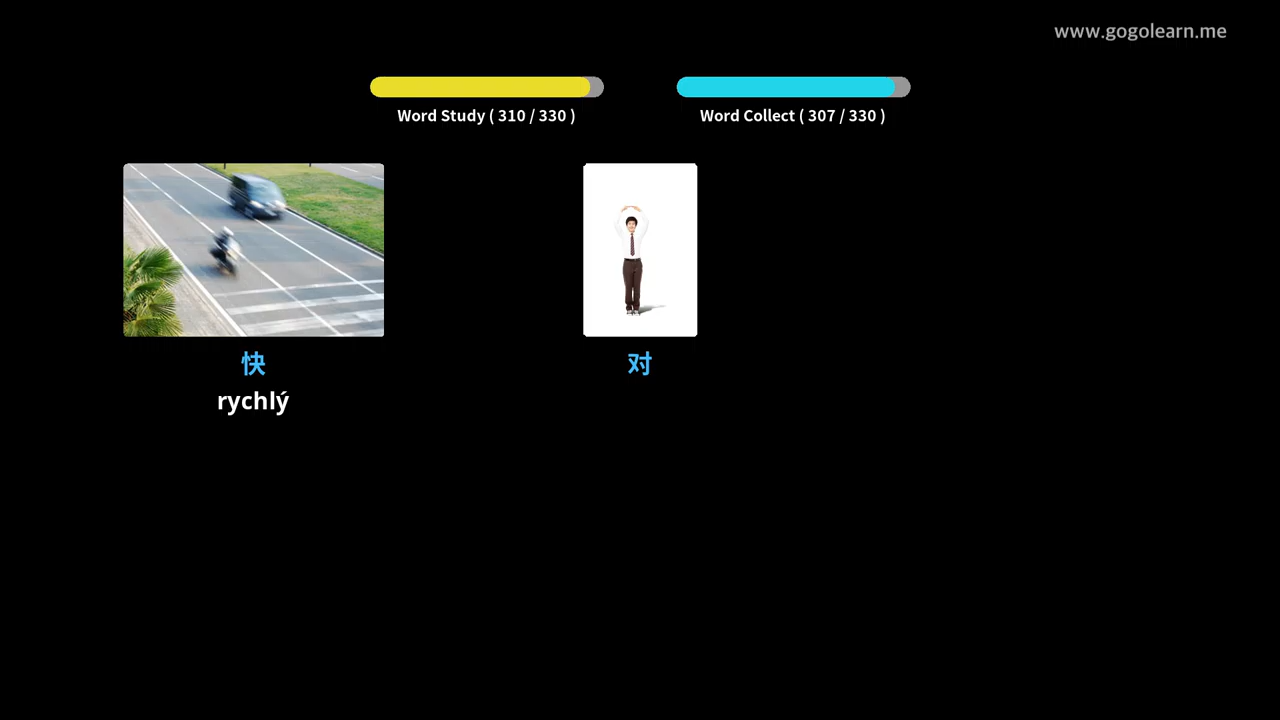 www.gogolearn.me
Word Study ( 310 / 330 )
Word Collect ( 307 / 330 )
快
对
rychlý